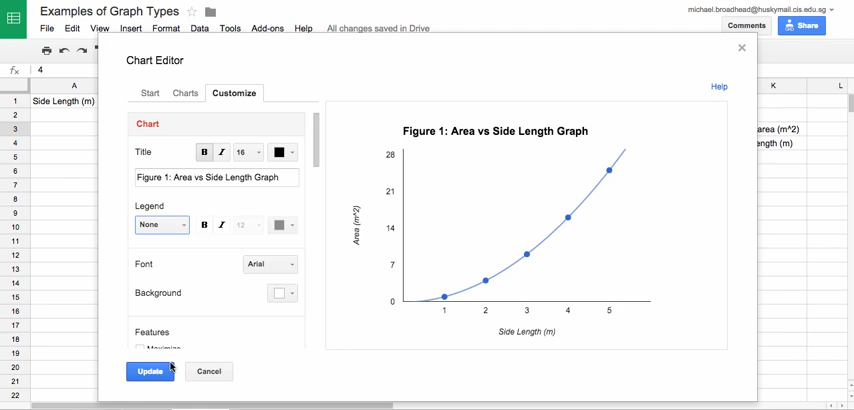 Examples of Graph Types
michael.broadhead@huskymail.cis.edu.sg
File Edit View Insert Format Data Tools Add-ons Help All changes saved in Drive
Comments
Share
fx 4
A K L
1 Side Length (m)
2
3 area (m^2)
4 ength (m)
5
6
7
8
9
10
11
12
13
14
15
16
17
18
19
20
21
22
Chart Editor
Start Charts Customize
Help
Chart
Title B I 16
Figure 1: Area vs Side Length Graph
Legend
None B I 12
Font Arial
Background
Features
Maximize
Update Cancel
Figure 1: Area vs Side Length Graph
28
21
14
7
0
Area (m^2)
1 2 3 4 5
Side Length (m)